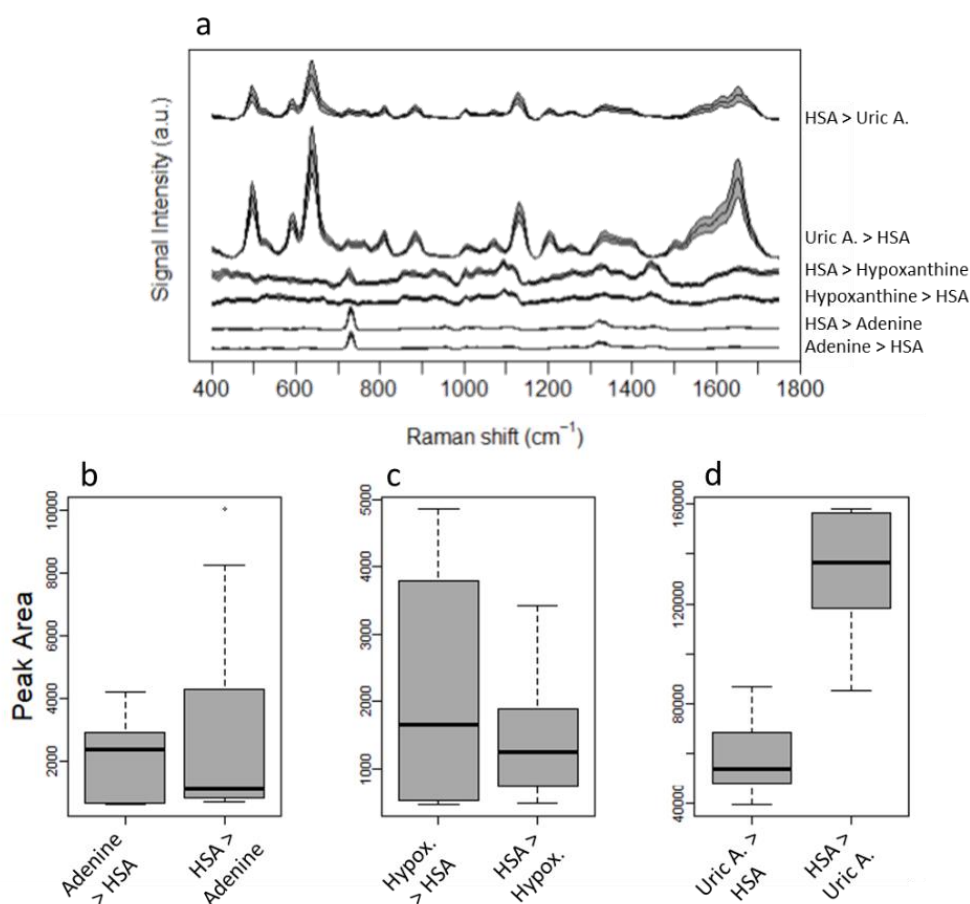 a
Signal Intensity (a.u.)
HSA > Uric A.
Uric A. > HSA
HSA > Hypoxanthine
Hypoxanthine > HSA
HSA > Adenine
Adenine > HSA
400 600 800 1000 1200 1400 1600 1800
Raman shift (cm⁻¹)
b
Peak Area
10000
8000
6000
4000
2000
Adenine
> HSA
HSA >
Adenine
c
5000
4000
3000
2000
1000
Hypox.
> HSA
HSA >
Hypox.
d
160000
120000
80000
40000
Uric A. >
HSA
HSA >
Uric A.